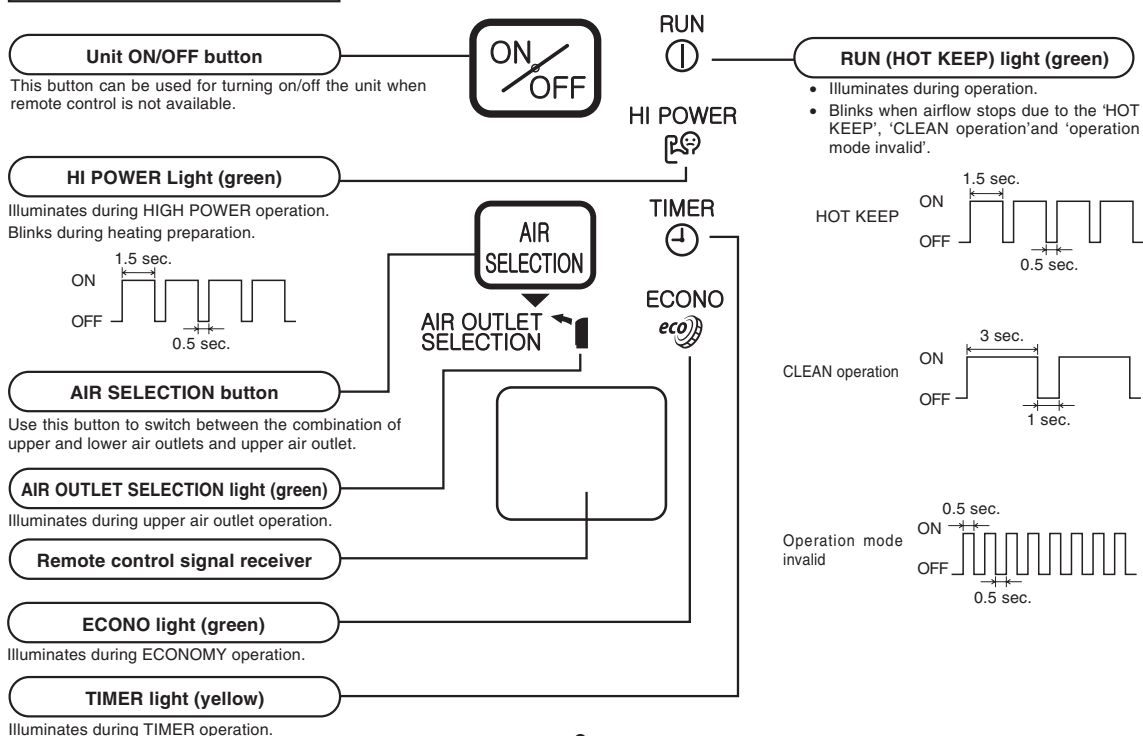 Unit ON/OFF button
This button can be used for turning on/off the unit when
remote control is not available.
ON
OFF
RUN
HI POWER
RUN (HOT KEEP) light (green)
• Illuminates during operation.
• Blinks when airflow stops due to the ‘HOT
KEEP’, ‘CLEAN operation’and ‘operation
mode invalid’.
HI POWER Light (green)
Illuminates during HIGH POWER operation.
Blinks during heating preparation.
1.5 sec.
ON
OFF
0.5 sec.
AIR
SELECTION
TIMER
AIR OUTLET
SELECTION
ECONO
eco
1.5 sec.
HOT KEEP
ON
OFF
0.5 sec.
AIR SELECTION button
Use this button to switch between the combination of
upper and lower air outlets and upper air outlet.
3 sec.
CLEAN operation
ON
OFF
1 sec.
AIR OUTLET SELECTION light (green)
Illuminates during upper air outlet operation.
Remote control signal receiver
0.5 sec.
Operation mode
invalid
ON
OFF
0.5 sec.
ECONO light (green)
Illuminates during ECONOMY operation.
TIMER light (yellow)
Illuminates during TIMER operation.